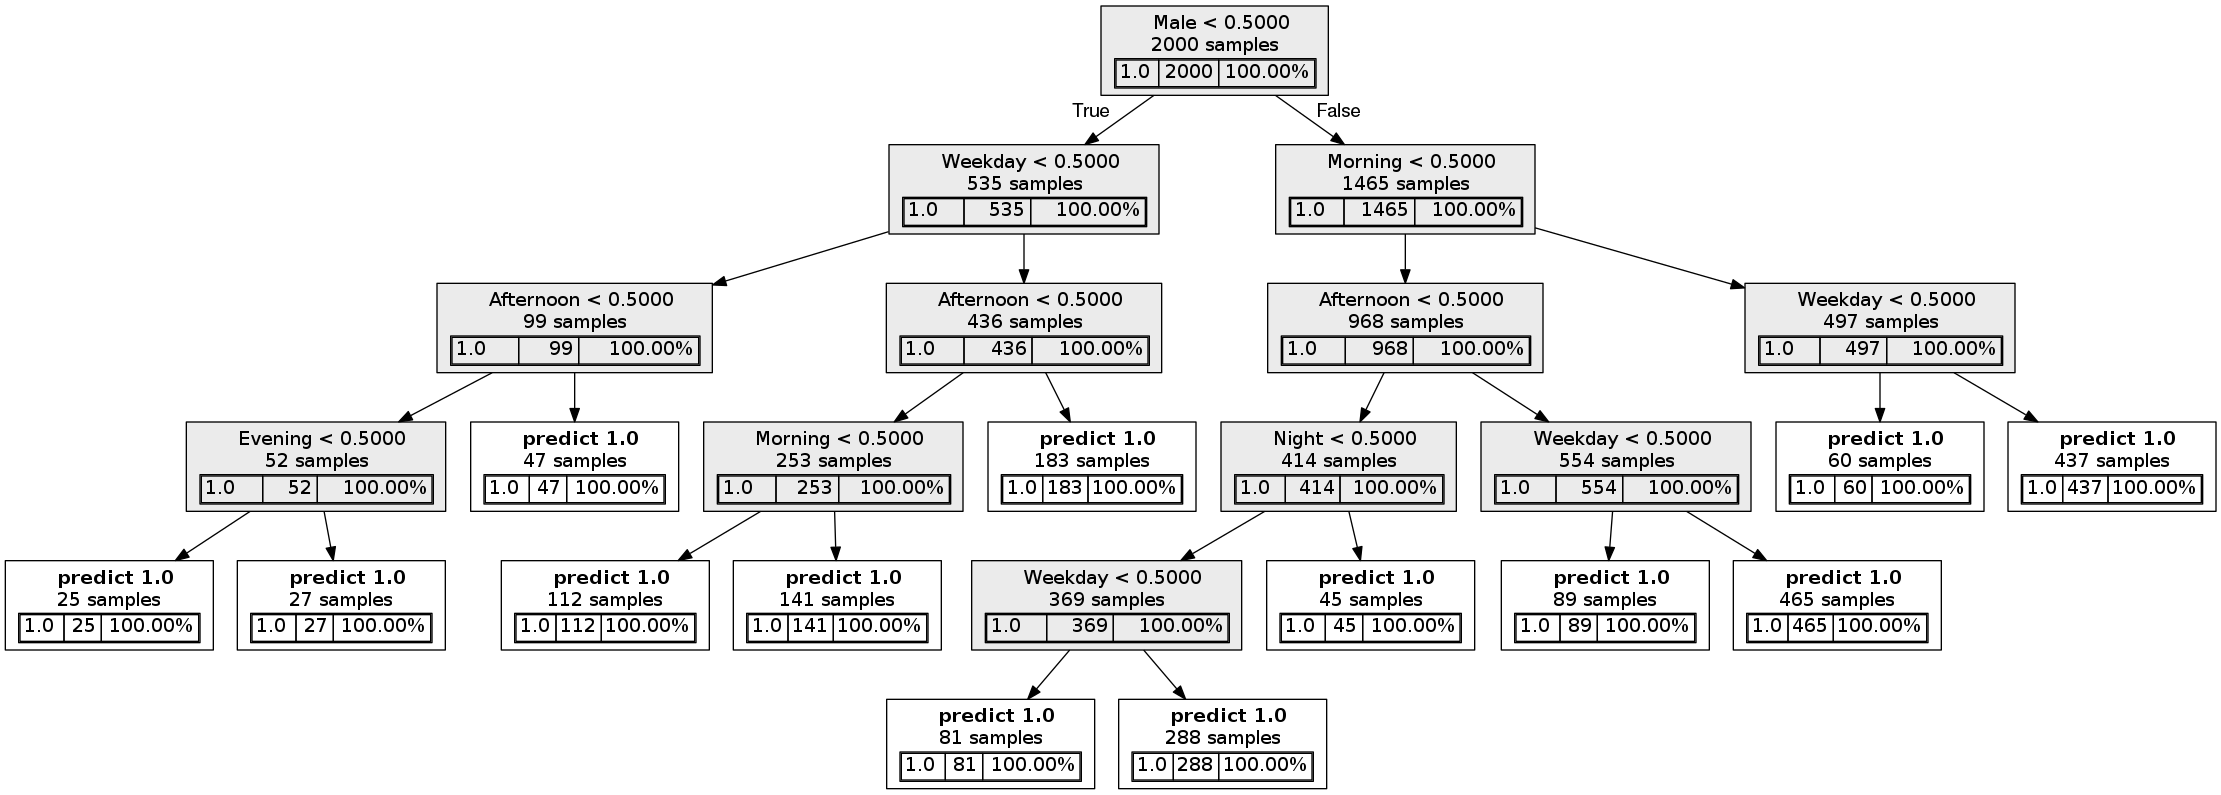 Male < 0.5000
2000 samples
1.0 2000 100.00%
True
False
Weekday < 0.5000
535 samples
1.0 535 100.00%
Morning < 0.5000
1465 samples
1.0 1465 100.00%
Afternoon < 0.5000
99 samples
1.0 99 100.00%
Afternoon < 0.5000
436 samples
1.0 436 100.00%
Afternoon < 0.5000
968 samples
1.0 968 100.00%
Weekday < 0.5000
497 samples
1.0 497 100.00%
Evening < 0.5000
52 samples
1.0 52 100.00%
predict 1.0
47 samples
1.0 47 100.00%
Morning < 0.5000
253 samples
1.0 253 100.00%
predict 1.0
183 samples
1.0 183 100.00%
Night < 0.5000
414 samples
1.0 414 100.00%
Weekday < 0.5000
554 samples
1.0 554 100.00%
predict 1.0
60 samples
1.0 60 100.00%
predict 1.0
437 samples
1.0 437 100.00%
predict 1.0
25 samples
1.0 25 100.00%
predict 1.0
27 samples
1.0 27 100.00%
predict 1.0
112 samples
1.0 112 100.00%
predict 1.0
141 samples
1.0 141 100.00%
Weekday < 0.5000
369 samples
1.0 369 100.00%
predict 1.0
45 samples
1.0 45 100.00%
predict 1.0
89 samples
1.0 89 100.00%
predict 1.0
465 samples
1.0 465 100.00%
predict 1.0
81 samples
1.0 81 100.00%
predict 1.0
288 samples
1.0 288 100.00%